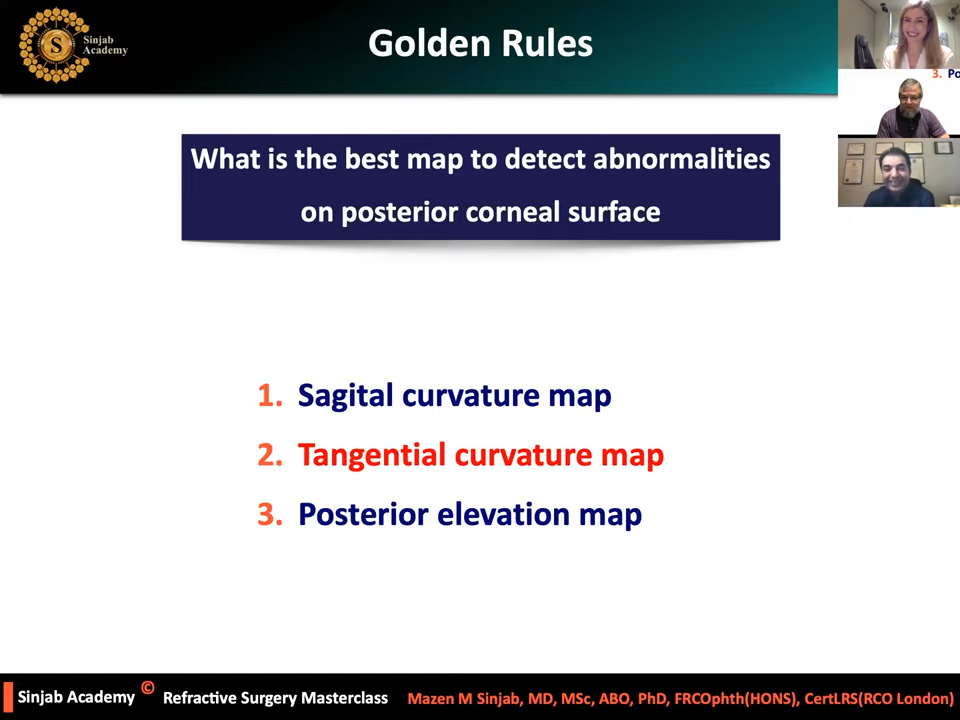 Sinjab
Academy
Golden Rules
3. Po
What is the best map to detect abnormalities
on posterior corneal surface
1. Sagital curvature map
2. Tangential curvature map
3. Posterior elevation map
Sinjab Academy © Refractive Surgery Masterclass Mazen M Sinjab, MD, MSc, ABO, PhD, FRCOphth(HONS), CertLRS(RCO London)